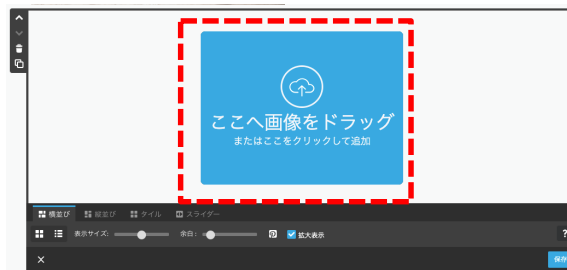 ここへ画像をドラッグ
またはここをクリックして追加
横並び 縦並び タイル スライダー
表示サイズ: 余白: 拡大表示 ?
保存